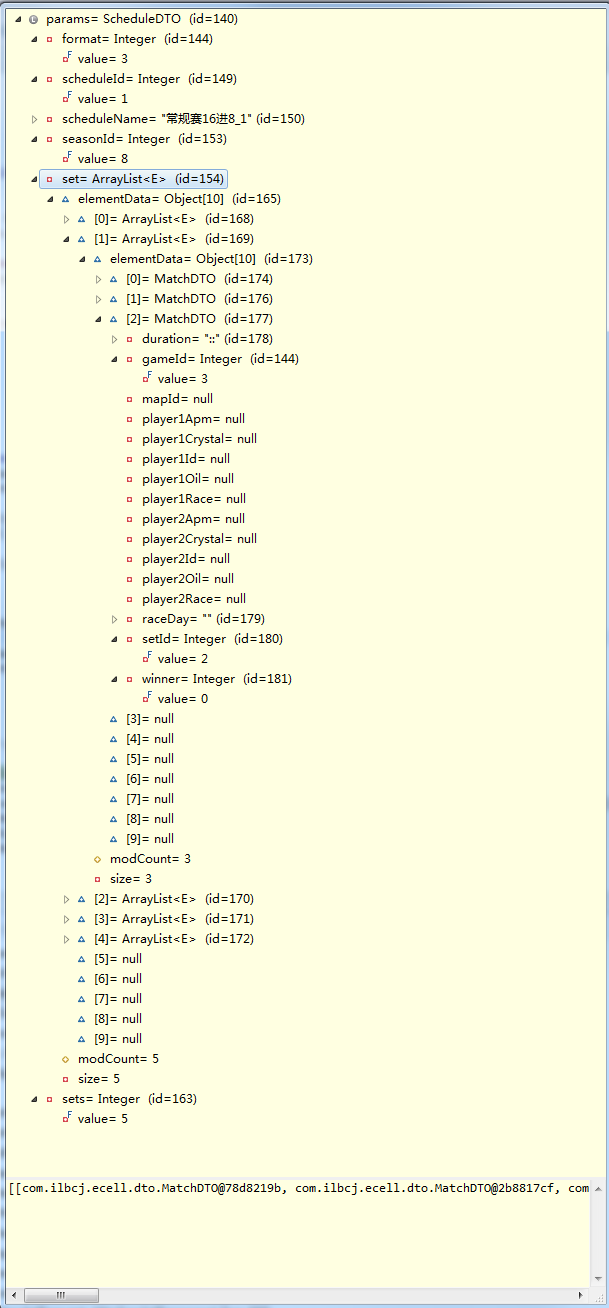 params= ScheduleDTO (id=140)
format= Integer (id=144)
value= 3
scheduleId= Integer (id=149)
value= 1
scheduleName= "常规赛16进8_1" (id=150)
seasonId= Integer (id=153)
value= 8
set= ArrayList<E> (id=154)
elementData= Object[10] (id=165)
[0]= ArrayList<E> (id=168)
[1]= ArrayList<E> (id=169)
elementData= Object[10] (id=173)
[0]= MatchDTO (id=174)
[1]= MatchDTO (id=176)
[2]= MatchDTO (id=177)
duration= "::" (id=178)
gameId= Integer (id=144)
value= 3
mapId= null
player1Apm= null
player1Crystal= null
player1Id= null
player1Oil= null
player1Race= null
player2Apm= null
player2Crystal= null
player2Id= null
player2Oil= null
player2Race= null
raceDay= "" (id=179)
setId= Integer (id=180)
value= 2
winner= Integer (id=181)
value= 0
[3]= null
[4]= null
[5]= null
[6]= null
[7]= null
[8]= null
[9]= null
modCount= 3
size= 3
[2]= ArrayList<E> (id=170)
[3]= ArrayList<E> (id=171)
[4]= ArrayList<E> (id=172)
[5]= null
[6]= null
[7]= null
[8]= null
[9]= null
modCount= 5
size= 5
sets= Integer (id=163)
value= 5
[[com.ilbcj.ecell.dto.MatchDTO@78d8219b, com.ilbcj.ecell.dto.MatchDTO@2b8817cf, com